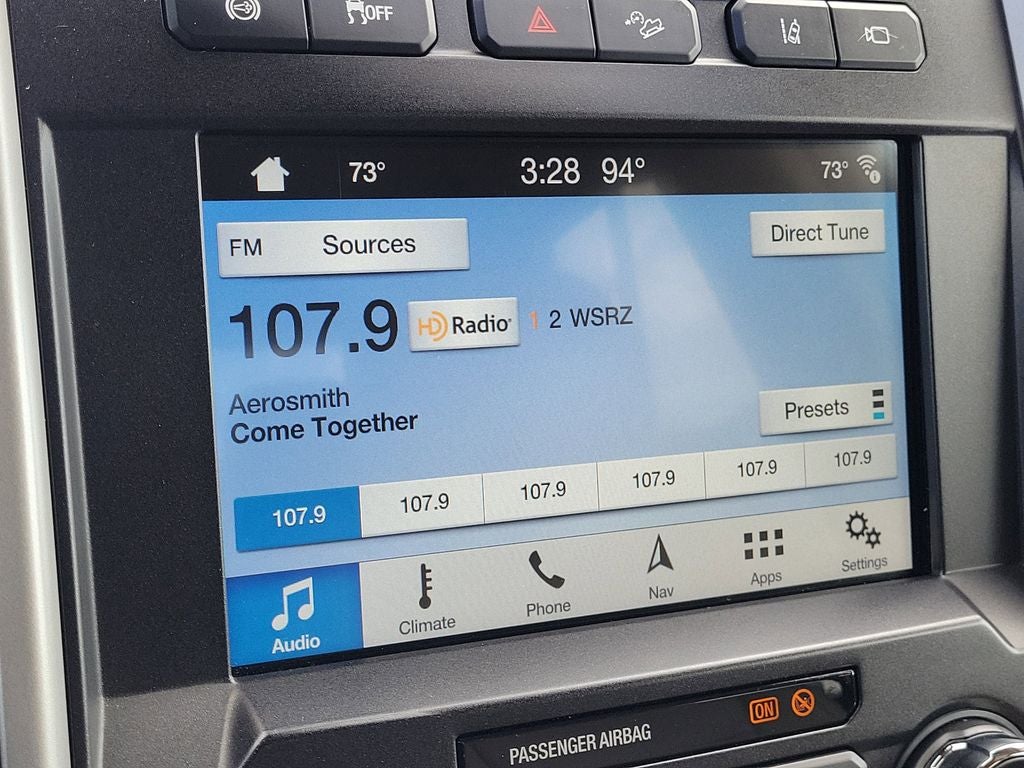 OFF
73° 3:28 94° 73°
FM Sources Direct Tune
107.9 HD Radio 1 2 WSRZ
Aerosmith
Come Together
Presets
107.9 107.9 107.9 107.9 107.9 107.9
Audio Climate Phone Nav Apps Settings
PASSENGER AIRBAG ON